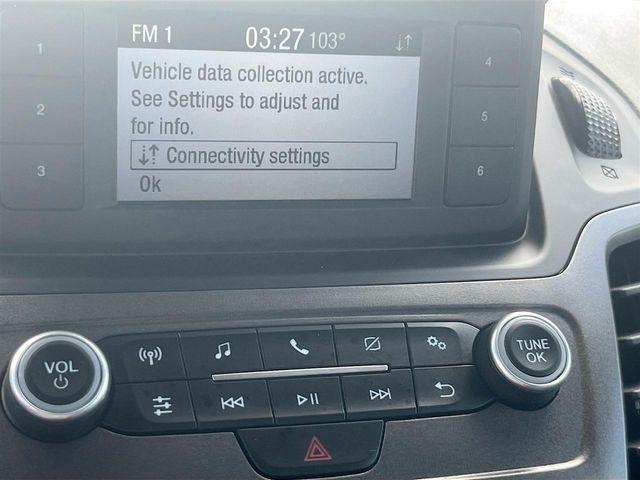 FM 1 03:27 103°
1
Vehicle data collection active.
4
See Settings to adjust and
2
for info.
5
Connectivity settings
3
Ok
6
VOL
TUNE
OK